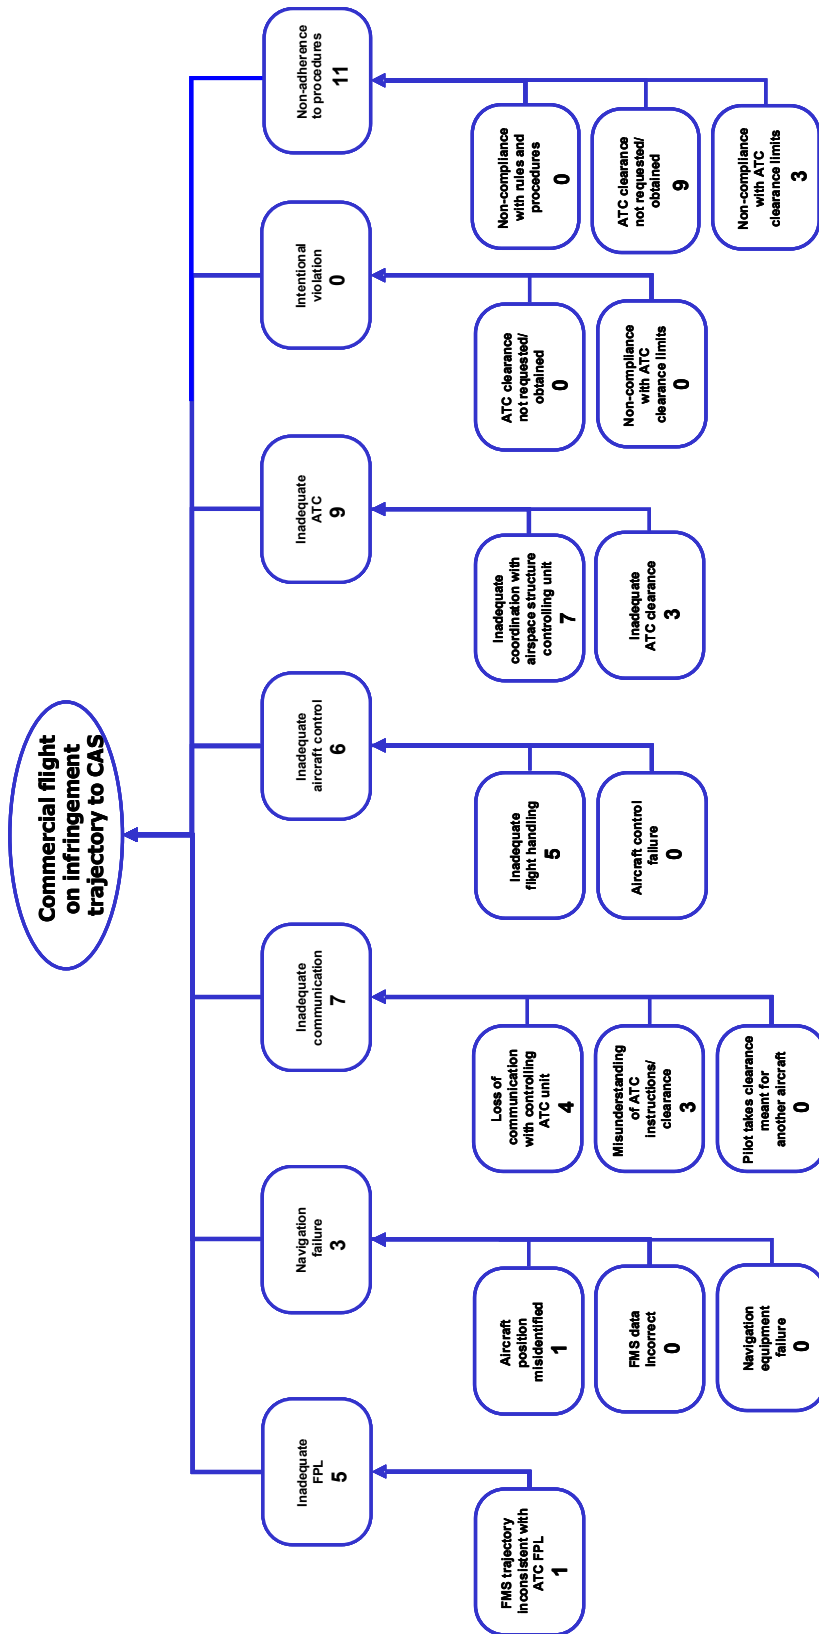 Commercial flight
on infringement
trajectory to CAS
Inadequate
FPL
5
Navigation
failure
3
Inadequate
communication
7
Inadequate
aircraft control
6
Inadequate
ATC
9
Intentional
violation
0
Non-adherence
to procedures
11
FMS trajectory
inconsistent with
ATC FPL
1
Aircraft
position
misidentified
1
FMS data
incorrect
0
Navigation
equipment
failure
0
Loss of
communication
with controlling
ATC unit
4
Misunderstanding
of ATC
instructions/
clearance
3
Pilot takes clearance
meant for
another aircraft
0
Inadequate
flight handling
5
Aircraft control
failure
0
Inadequate
coordination with
airspace structure
controlling unit
7
Inadequate
ATC clearance
3
ATC clearance
not requested/
obtained
0
Non-compliance
with ATC
clearance limits
0
Non-compliance
with rules and
procedures
0
ATC clearance
not requested/
obtained
9
Non-compliance
with ATC
clearance limits
3